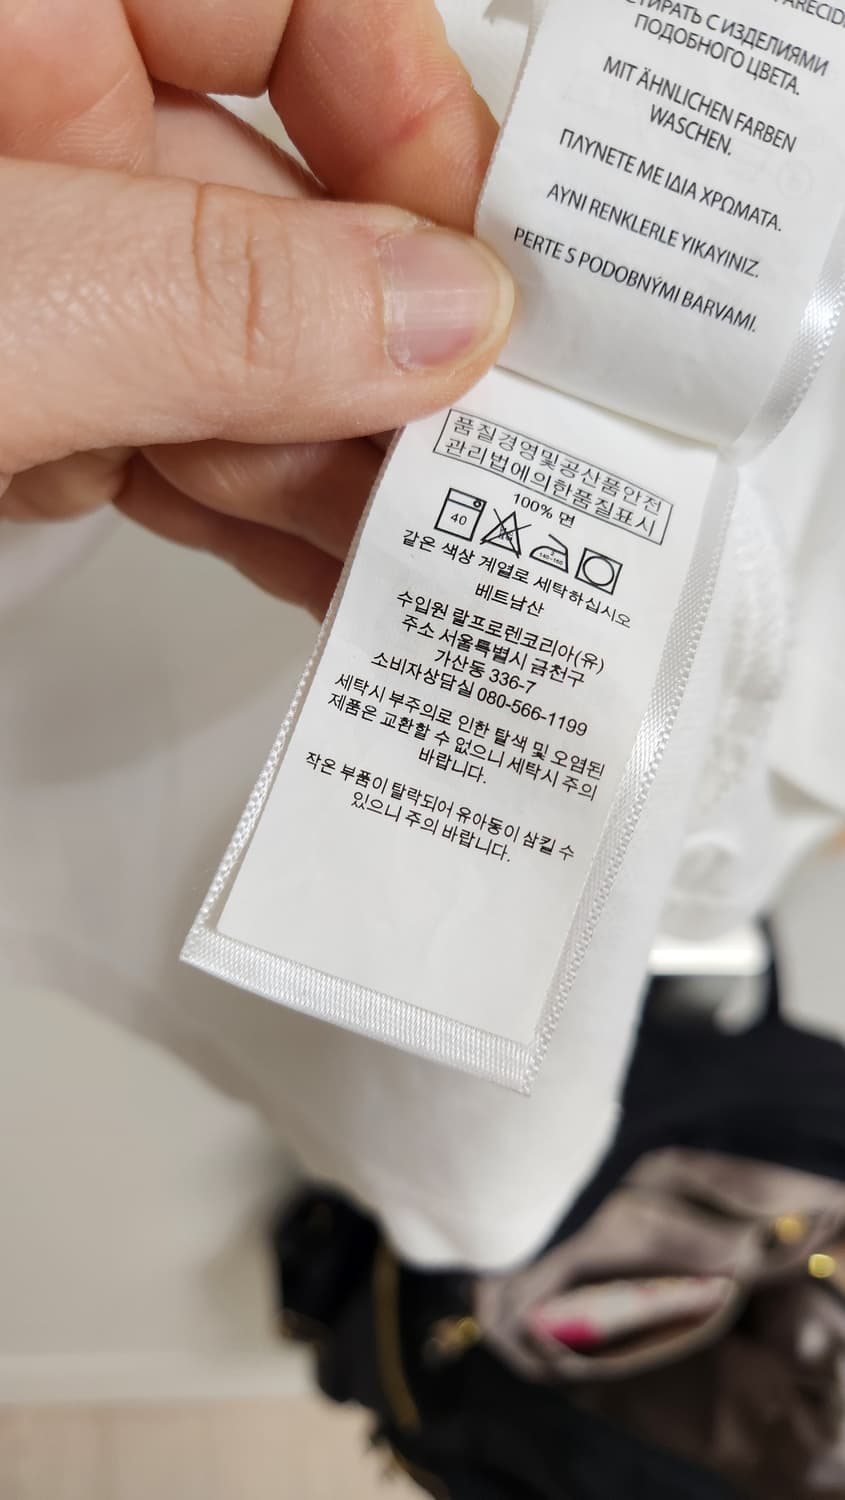 СТИРАТЬ С ИЗДЕЛИЯМИ
ПОДОБНОГО ЦВЕТА.
MIT ÄHNLICHEN FARBEN
WASCHEN.
ΠΛΥΝΕΤΕ ΜΕ ΙΔΙΑ ΧΡΩΜΑΤΑ.
AYNI RENKLERLE YIKAYINIZ.
PERTE S PODOBNÝMI BARVAMI.
품질경영및공산품안전
관리법에의한품질표시
100% 면
40
2
140~160
같은 색상 계열로 세탁하십시오
베트남산
수입원 랄프로렌코리아(유)
주소 서울특별시 금천구
가산동 336-7
소비자상담실 080-566-1199
세탁시 부주의로 인한 탈색 및 오염된
제품은 교환할 수 없으니 세탁시 주의
바랍니다.
작은 부품이 탈락되어 유아동이 삼킬 수
있으니 주의 바랍니다.